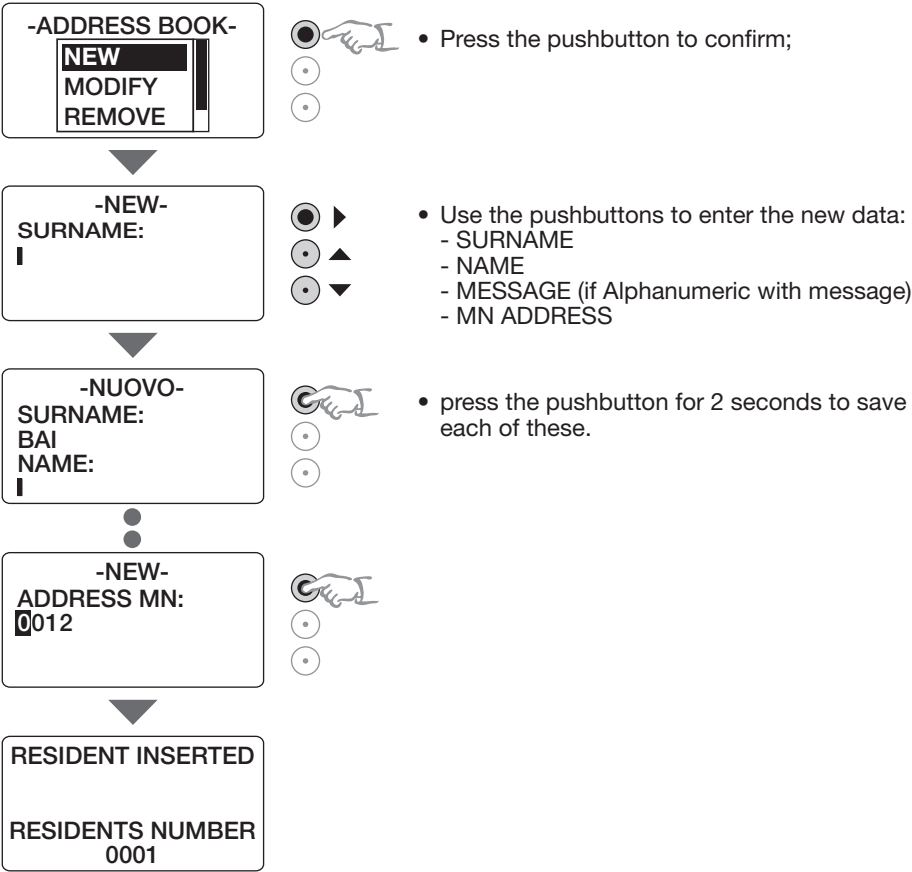 -ADDRESS BOOK-
NEW
MODIFY
REMOVE
• Press the pushbutton to confirm;
-NEW-
SURNAME:
• Use the pushbuttons to enter the new data:
- SURNAME
- NAME
- MESSAGE (if Alphanumeric with message)
- MN ADDRESS
-NUOVO-
SURNAME:
BAI
NAME:
• press the pushbutton for 2 seconds to save
each of these.
-NEW-
ADDRESS MN:
0012
RESIDENT INSERTED
RESIDENTS NUMBER
0001